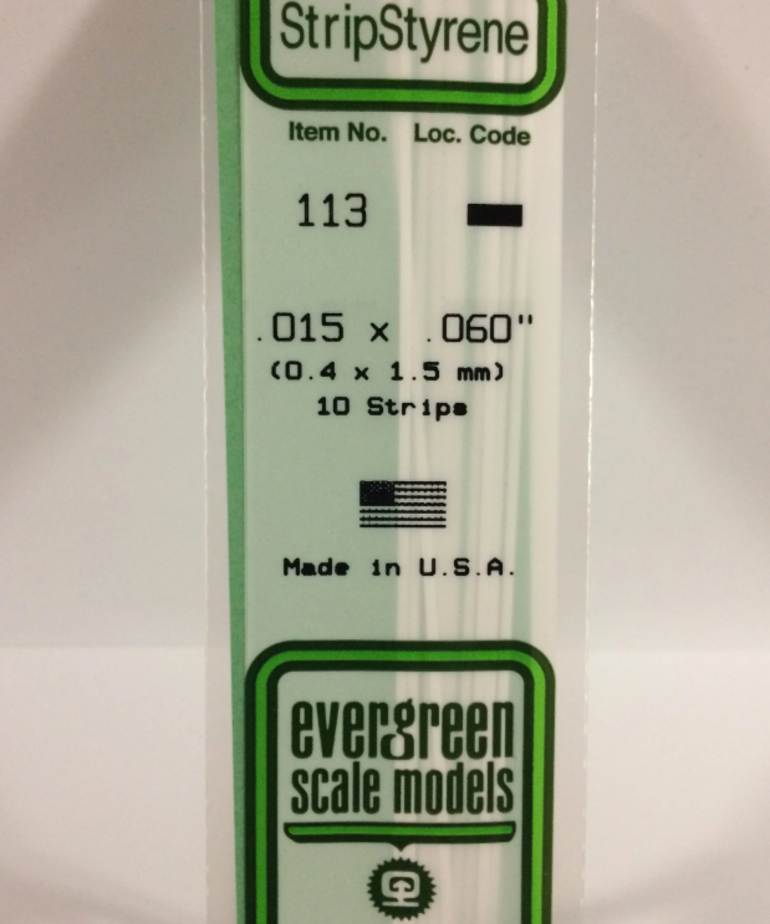 StripStyrene
Item No. Loc. Code
113
.015 x .060"
(0.4 x 1.5 mm)
10 Strips
Made in U.S.A.
evergreen
scale models